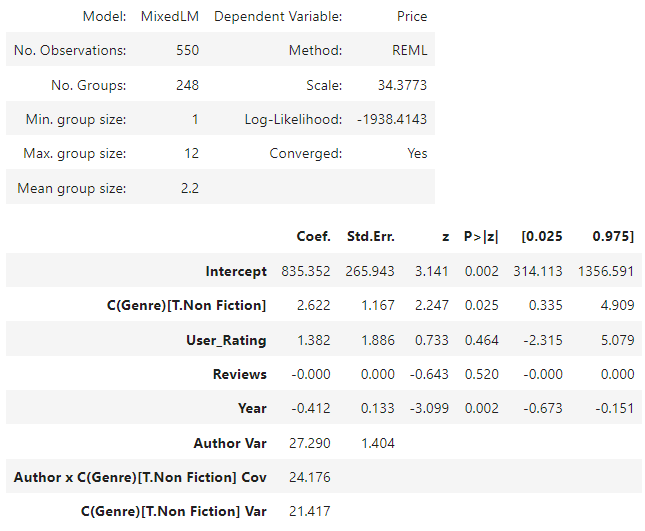 Model: MixedLM Dependent Variable: Price
No. Observations: 550 Method: REML
No. Groups: 248 Scale: 34.3773
Min. group size: 1 Log-Likelihood: -1938.4143
Max. group size: 12 Converged: Yes
Mean group size: 2.2
Coef. Std.Err. z P>|z| [0.025 0.975]
Intercept 835.352 265.943 3.141 0.002 314.113 1356.591
C(Genre)[T.Non Fiction] 2.622 1.167 2.247 0.025 0.335 4.909
User_Rating 1.382 1.886 0.733 0.464 -2.315 5.079
Reviews -0.000 0.000 -0.643 0.520 -0.000 0.000
Year -0.412 0.133 -3.099 0.002 -0.673 -0.151
Author Var 27.290 1.404
Author x C(Genre)[T.Non Fiction] Cov 24.176
C(Genre)[T.Non Fiction] Var 21.417